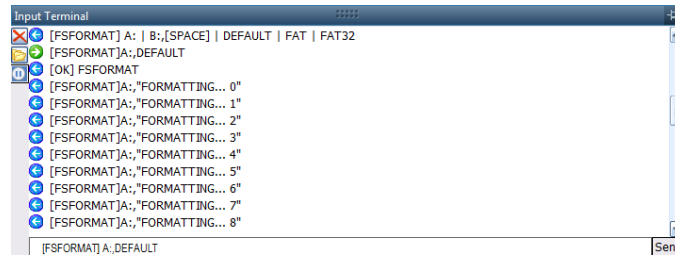 Input Terminal
[FSFORMAT] A: | B:,[SPACE] | DEFAULT | FAT | FAT32
[FSFORMAT]A:,DEFAULT
[OK] FSFORMAT
[FSFORMAT]A:,"FORMATTING... 0"
[FSFORMAT]A:,"FORMATTING... 1"
[FSFORMAT]A:,"FORMATTING... 2"
[FSFORMAT]A:,"FORMATTING... 3"
[FSFORMAT]A:,"FORMATTING... 4"
[FSFORMAT]A:,"FORMATTING... 5"
[FSFORMAT]A:,"FORMATTING... 6"
[FSFORMAT]A:,"FORMATTING... 7"
[FSFORMAT]A:,"FORMATTING... 8"
[FSFORMAT] A:,DEFAULT
Sen